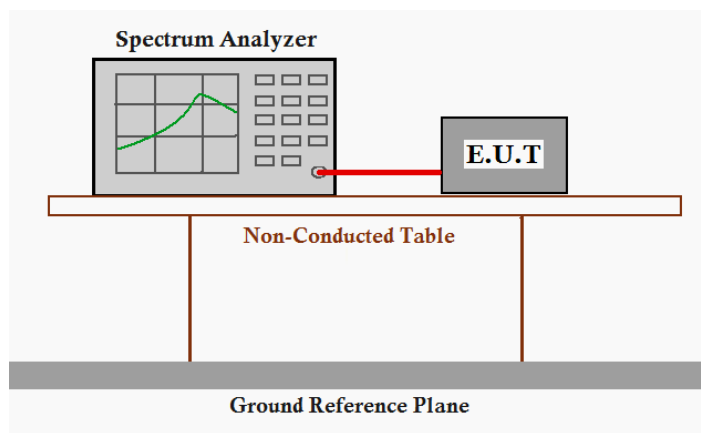 Spectrum Analyzer
E.U.T
Non-Conducted Table
Ground Reference Plane